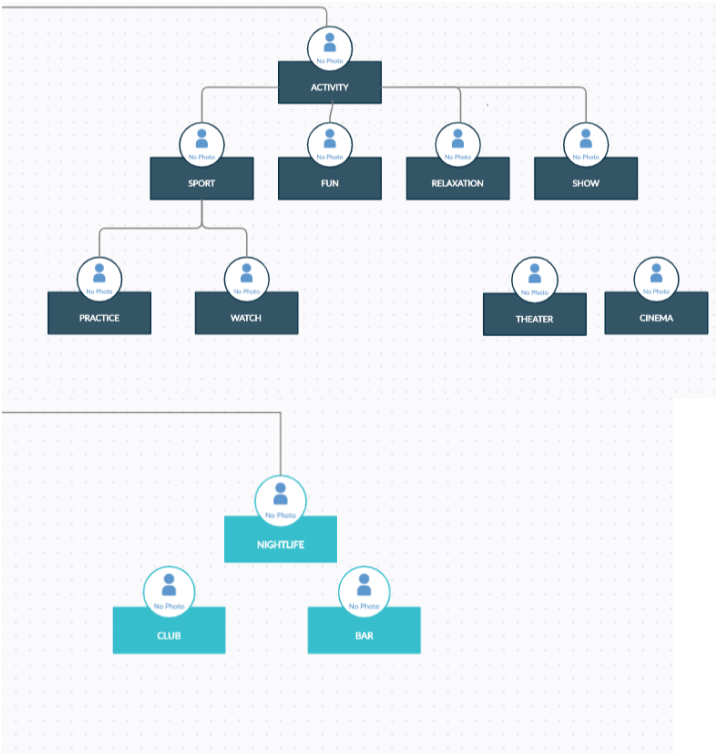 No Photo
ACTIVITY
No Photo
No Photo
No Photo
No Photo
SPORT
FUN
RELAXATION
SHOW
No Photo
No Photo
No Photo
No Photo
PRACTICE
WATCH
THEATER
CINEMA
No Photo
NIGHTLIFE
No Photo
No Photo
CLUB
BAR